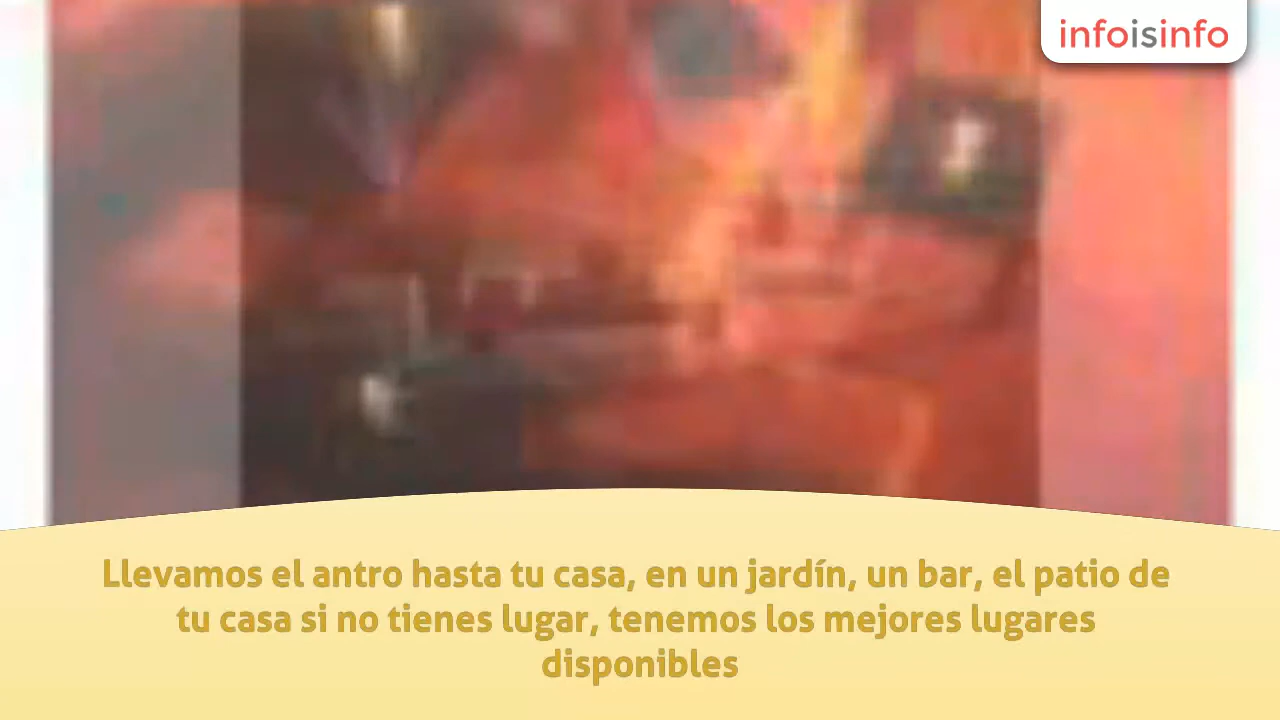 infoisinfo
Llevamos el antro hasta tu casa, en un jardín, un bar, el patio de
tu casa si no tienes lugar, tenemos los mejores lugares
disponibles